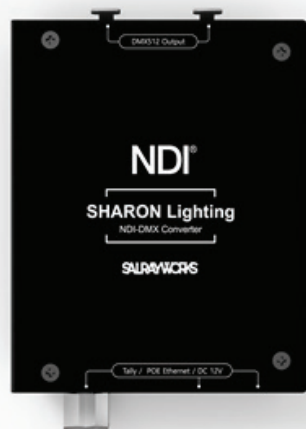 DMX512 Output
NDI®
SHARON Lighting
NDI-DMX Converter
SALRAYWORKS
Tally / POE Ethernet / DC 12V